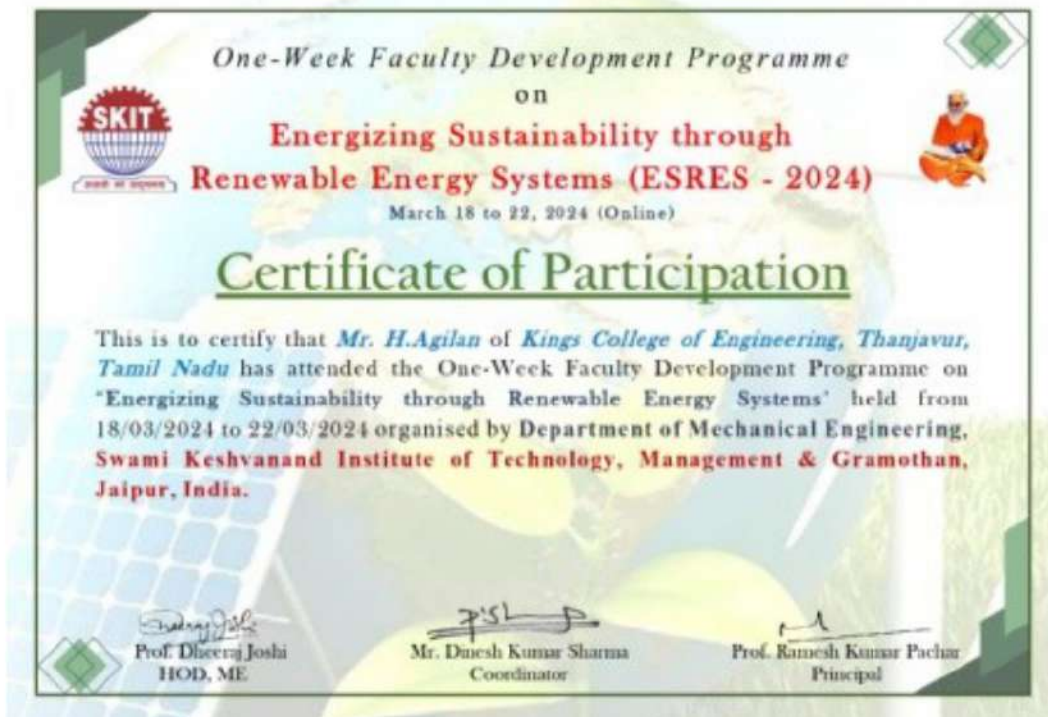 One-Week Faculty Development Programme
on
SKIT
Energizing Sustainability through
Renewable Energy Systems (ESRES - 2024)
March 18 to 22, 2024 (Online)
Certificate of Participation
This is to certify that Mr. H.Agilan of Kings College of Engineering, Thanjavur,
Tamil Nadu has attended the One-Week Faculty Development Programme on
"Energizing Sustainability through Renewable Energy Systems" held from
18/03/2024 to 22/03/2024 organised by Department of Mechanical Engineering,
Swami Keshvanand Institute of Technology, Management & Gramothan,
Jaipur, India.
Prof. Dheeraj Joshi
HOD, ME
Mr. Dinesh Kumar Sharma
Coordinator
Prof. Ramesh Kumar Pachar
Principal